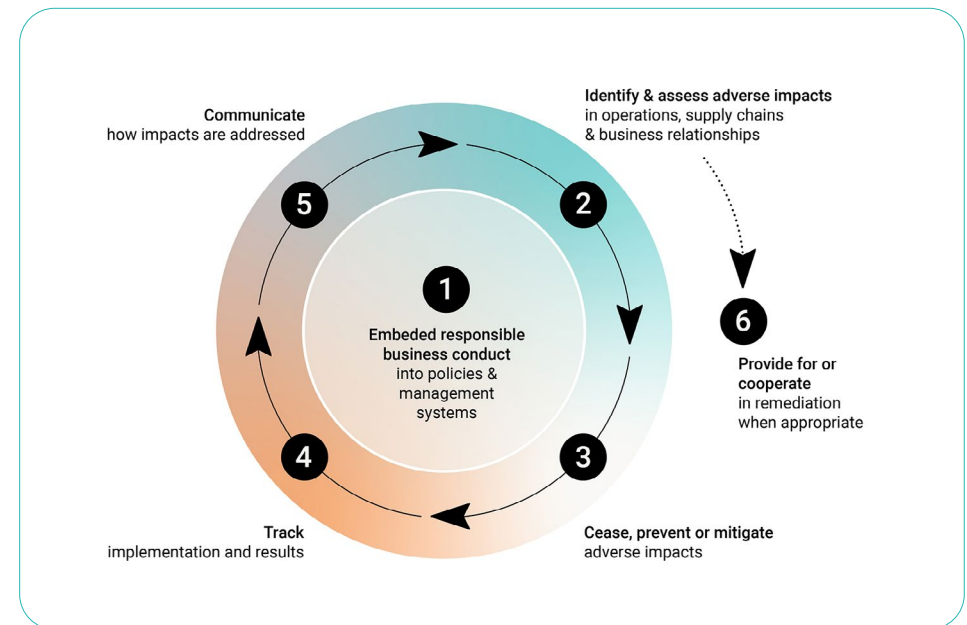 1
Embeded responsible
business conduct
into policies &
management
systems
2
Identify & assess adverse impacts
in operations, supply chains
& business relationships
3
Cease, prevent or mitigate
adverse impacts
4
Track
implementation and results
5
Communicate
how impacts are addressed
6
Provide for or
cooperate
in remediation
when appropriate